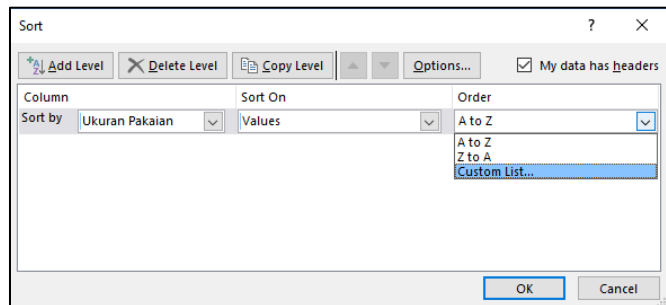 Sort ? X
Add Level Delete Level Copy Level Options... My data has headers
Column Sort On Order
Sort by Ukuran Pakaian Values A to Z
A to Z
Z to A
Custom List...
OK Cancel